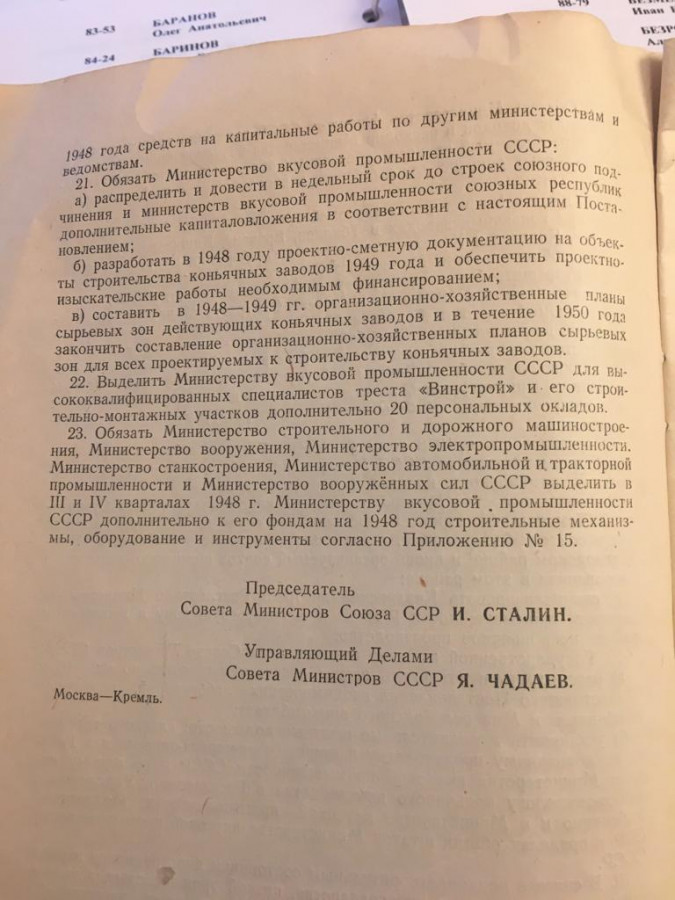 83-53
БАРАНОВ
Олег Анатольевич
84-24
БАРИНОВ
88-79
1948 года средств на капитальные работы по другим министерствам и
ведомствам.
21. Обязать Министерство вкусовой промышленности СССР:
а) распределить и довести в недельный срок до строек союзного под-
чинения и министерств вкусовой промышленности союзных республик
дополнительные капиталовложения в соответствии с настоящим Поста-
новлением;
б) разработать в 1948 году проектно-сметную документацию на объек-
ты строительства коньячных заводов 1949 года и обеспечить проектно-
изыскательские работы необходимым финансированием;
в) составить в 1948—1949 гг. организационно-хозяйственные планы
сырьевых зон действующих коньячных заводов и в течение 1950 года
закончить составление организационно-хозяйственных планов сырьевых
зон для всех проектируемых к строительству коньячных заводов.
22. Выделить Министерству вкусовой промышленности СССР для вы-
сококвалифицированных специалистов треста «Винстрой» и его строи-
тельно-монтажных участков дополнительно 20 персональных окладов.
23. Обязать Министерство строительного и дорожного машинострое-
ния, Министерство вооружения, Министерство электропромышленности.
Министерство станкостроения, Министерство автомобильной и тракторной
промышленности и Министерство вооружённых сил СССР выделить в
III и IV кварталах 1948 г. Министерству вкусовой промышленности
СССР дополнительно к его фондам на 1948 год строительные механиз-
мы, оборудование и инструменты согласно Приложению № 15.
Председатель
Совета Министров Союза ССР И. СТАЛИН.
Управляющий Делами
Совета Министров СССР Я. ЧАДАЕВ.
Москва—Кремль.